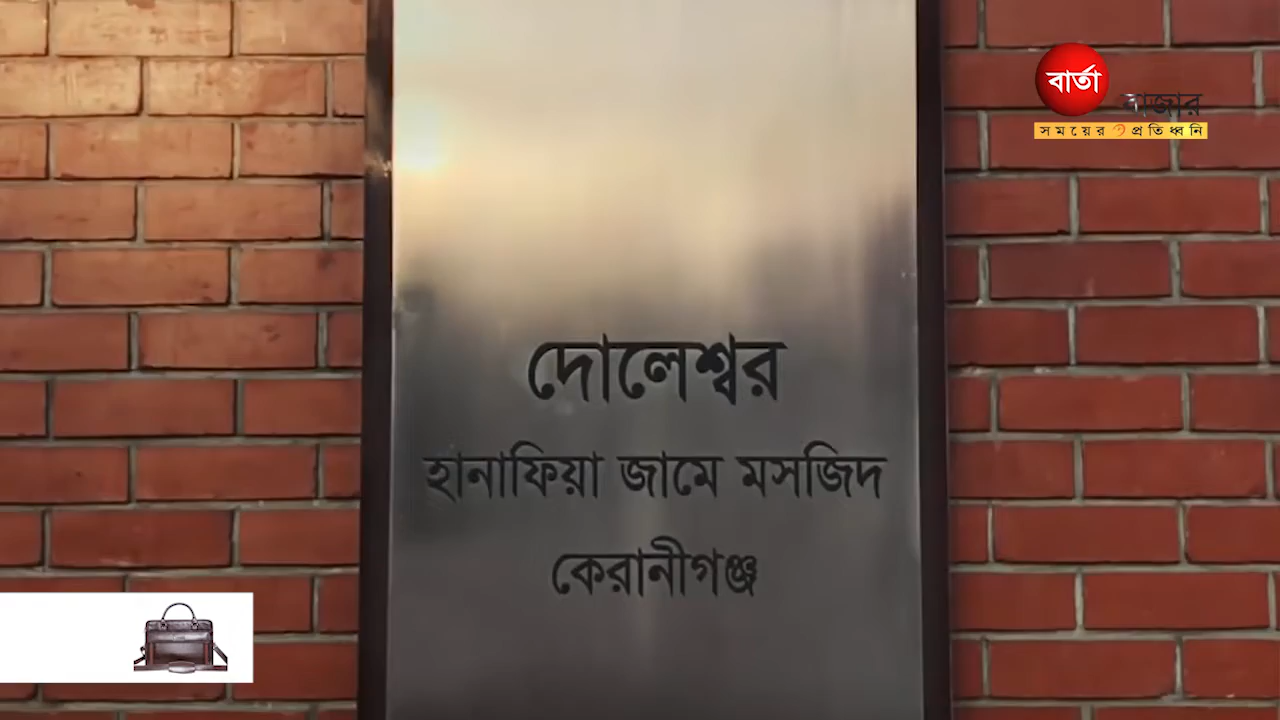 বার্তা
বাজার
সময়ের প্রতিধ্বনি
দোলেশ্বর
হানাফিয়া জামে মসজিদ
কেরানীগঞ্জ